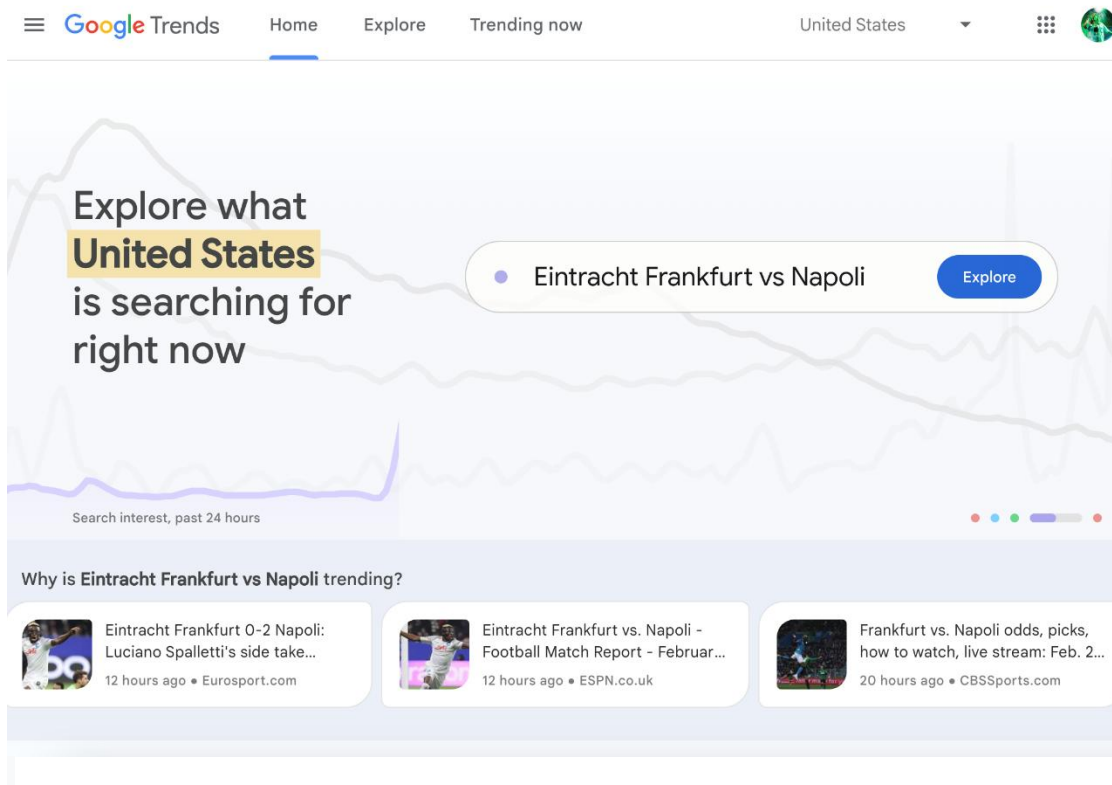 Google Trends Home Explore Trending now United States
Explore what
United States
is searching for
right now
Eintracht Frankfurt vs Napoli Explore
Search interest, past 24 hours
Why is Eintracht Frankfurt vs Napoli trending?
Eintracht Frankfurt 0-2 Napoli:
Luciano Spalletti's side take...
12 hours ago • Eurosport.com
Eintracht Frankfurt vs. Napoli -
Football Match Report - Februar...
12 hours ago • ESPN.co.uk
Frankfurt vs. Napoli odds, picks,
how to watch, live stream: Feb. 2...
20 hours ago • CBSSports.com